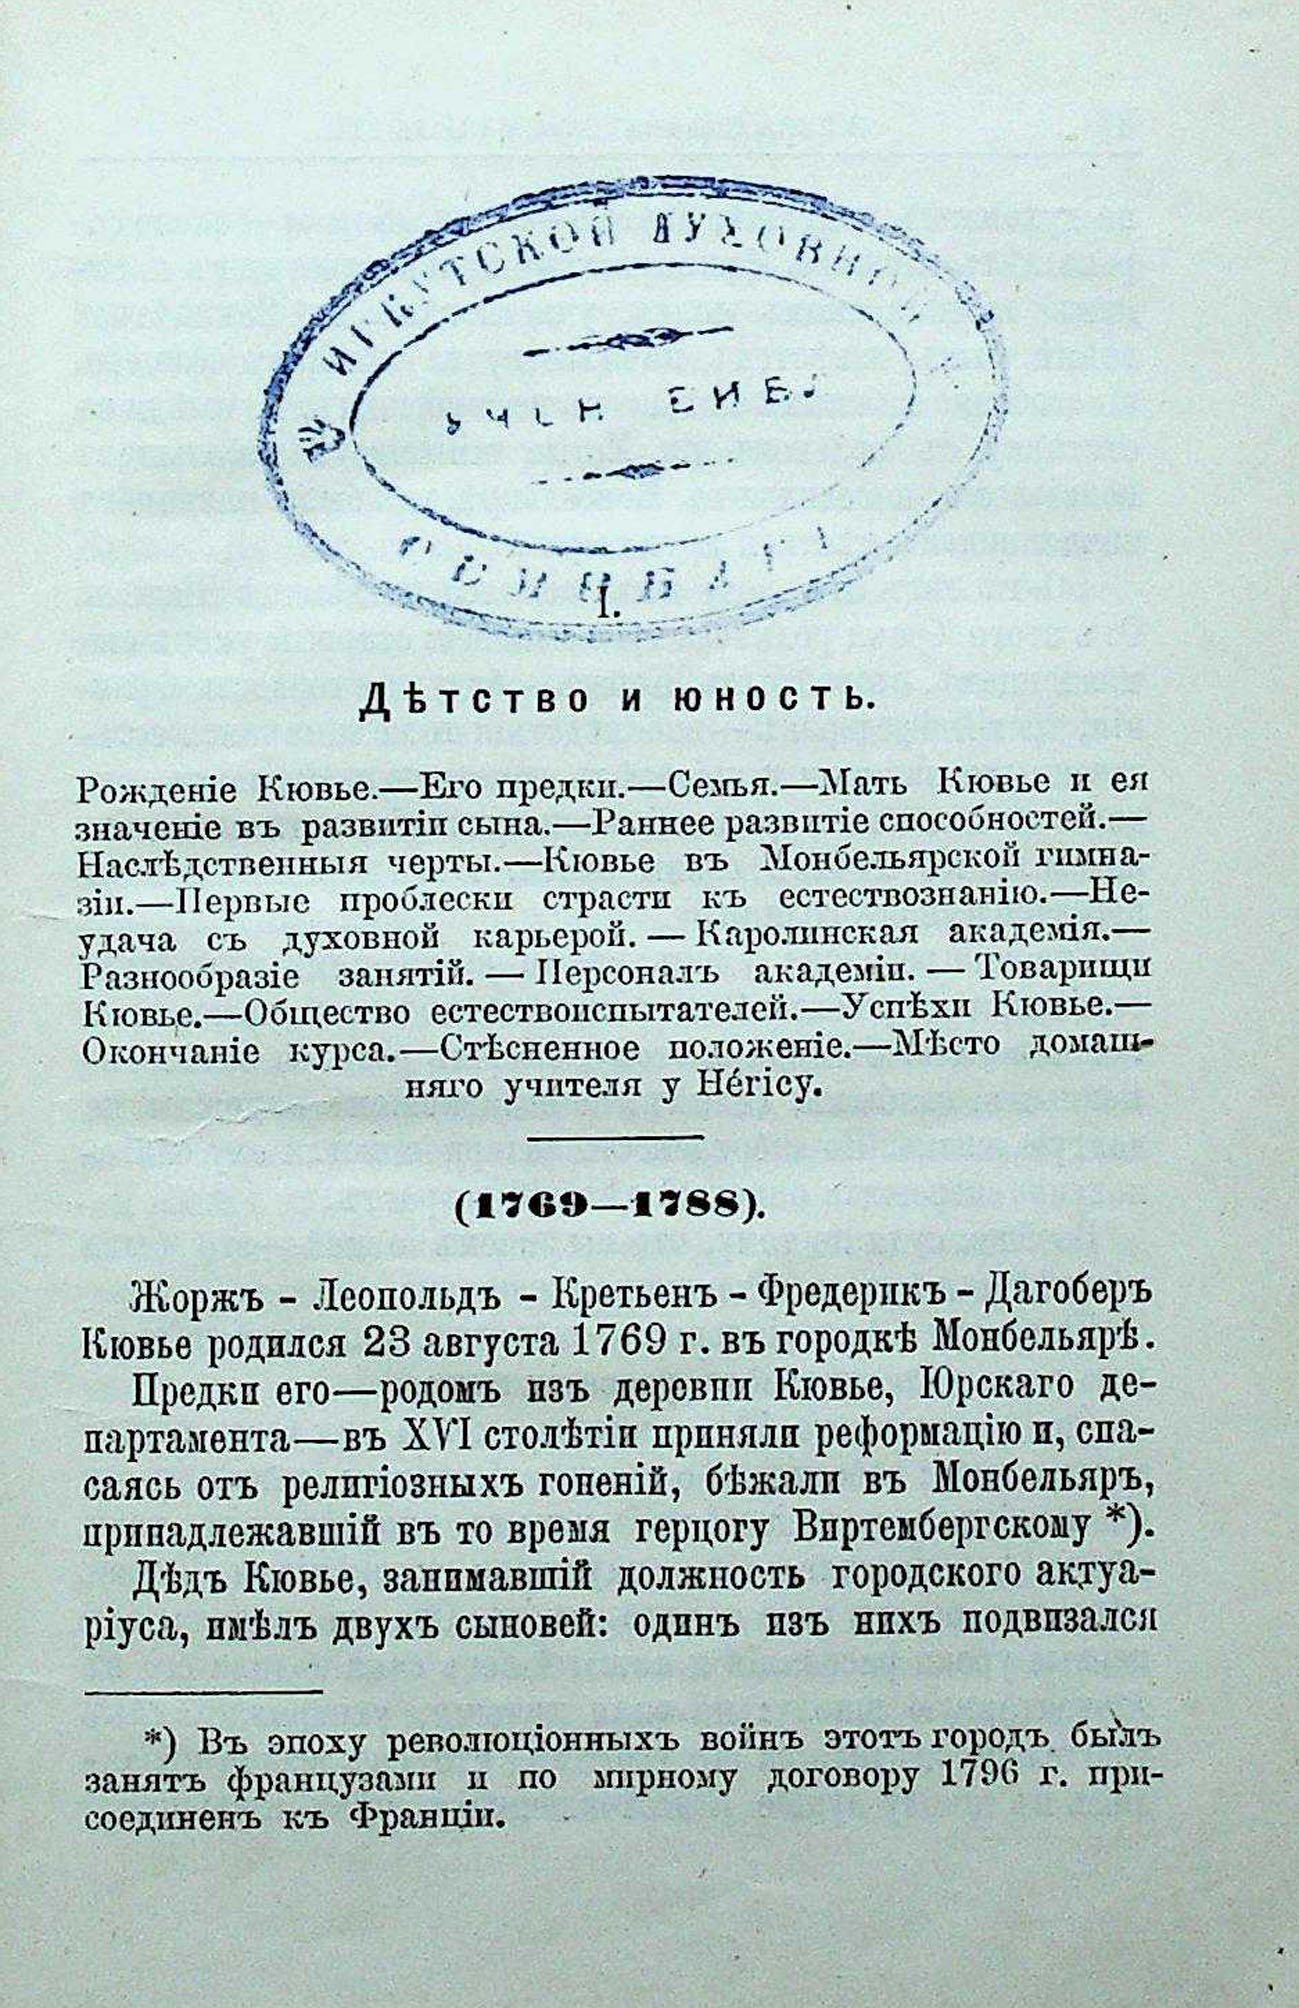 ИРКУТСКОЙ ДУХОВНОЙ
I.
Дѣтство и юность.
Рожденіе Кювье.—Его предки.—Семья.—Мать Кювье и ея
значеніе въ развитіи сына.—Раннее развитіе способностей.—
Наслѣдственныя черты.—Кювье въ Монбельярской гимна-
зіи.—Первые проблески страсти къ естествознанію.—Не-
удача съ духовной карьерой.—Каролинская академія.—
Разнообразіе занятій.—Персоналъ академіи.—Товарищи
Кювье.—Общество естествоиспытателей.—Успѣхи Кювье.—
Окончаніе курса.—Стѣсненное положеніе.—Мѣсто домаш-
няго учителя у Héricy.
(1769—1788).
Жоржъ - Леопольдъ - Кретьенъ - Фредерикъ - Дагоберъ
Кювье родился 23 августа 1769 г. въ городкѣ Монбельярѣ.
Предки его—родомъ изъ деревни Кювье, Юрскаго де-
партамента—въ XVI столѣтіи приняли реформацію и, спа-
саясь отъ религіозныхъ гоненій, бѣжали въ Монбельяръ,
принадлежавшій въ то время герцогу Виртембергскому *).
Дѣдъ Кювье, занимавшій должность городского актуа-
ріуса, имѣлъ двухъ сыновей: одинъ изъ нихъ подвизался
*) Въ эпоху революціонныхъ войнъ этотъ городъ былъ
занятъ французами и по мирному договору 1796 г. при-
соединенъ къ Франціи.